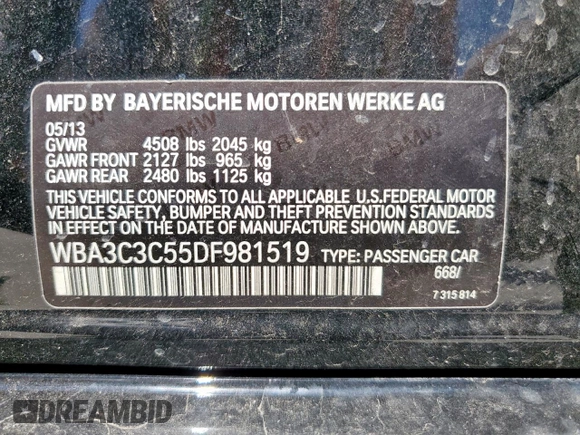 MFD BY BAYERISCHE MOTOREN WERKE AG
05/13
GVWR 4508 lbs 2045 kg
GAWR FRONT 2127 lbs 965 kg
GAWR REAR 2480 lbs 1125 kg
THIS VEHICLE CONFORMS TO ALL APPLICABLE U.S.FEDERAL MOTOR
VEHICLE SAFETY, BUMPER AND THEFT PREVENTION STANDARDS
IN EFFECT ON THE DATE OF MANUFACTURE SHOWN ABOVE.
WBA3C3C55DF981519 TYPE: PASSENGER CAR
668/
7 315 814
DREAMBID